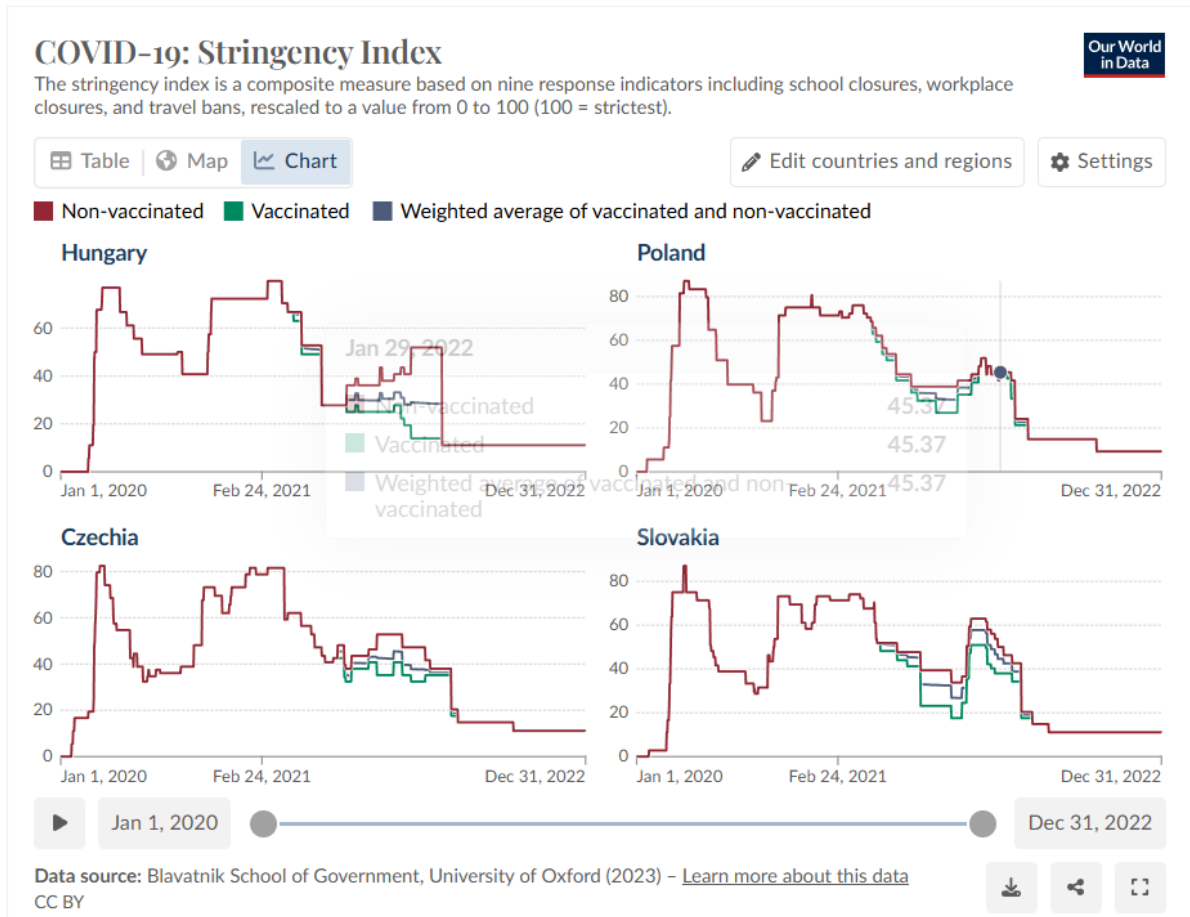 COVID-19: Stringency Index
Our World
in Data
The stringency index is a composite measure based on nine response indicators including school closures, workplace
closures, and travel bans, rescaled to a value from 0 to 100 (100 = strictest).
Table
Map
Chart
Edit countries and regions
Settings
Non-vaccinated
Vaccinated
Weighted average of vaccinated and non-vaccinated
Hungary
60
40
20
0
Jan 1, 2020
Feb 24, 2021
Dec 31, 2022
Poland
80
60
40
20
0
Jan 1, 2020
Feb 24, 2021
Dec 31, 2022
Jan 29, 2022
Non-vaccinated
45.37
Vaccinated
45.37
Weighted average of vaccinated and non-
vaccinated
45.37
Czechia
80
60
40
20
0
Jan 1, 2020
Feb 24, 2021
Dec 31, 2022
Slovakia
80
60
40
20
0
Jan 1, 2020
Feb 24, 2021
Dec 31, 2022
Jan 1, 2020
Dec 31, 2022
Data source: Blavatnik School of Government, University of Oxford (2023) – Learn more about this data
CC BY